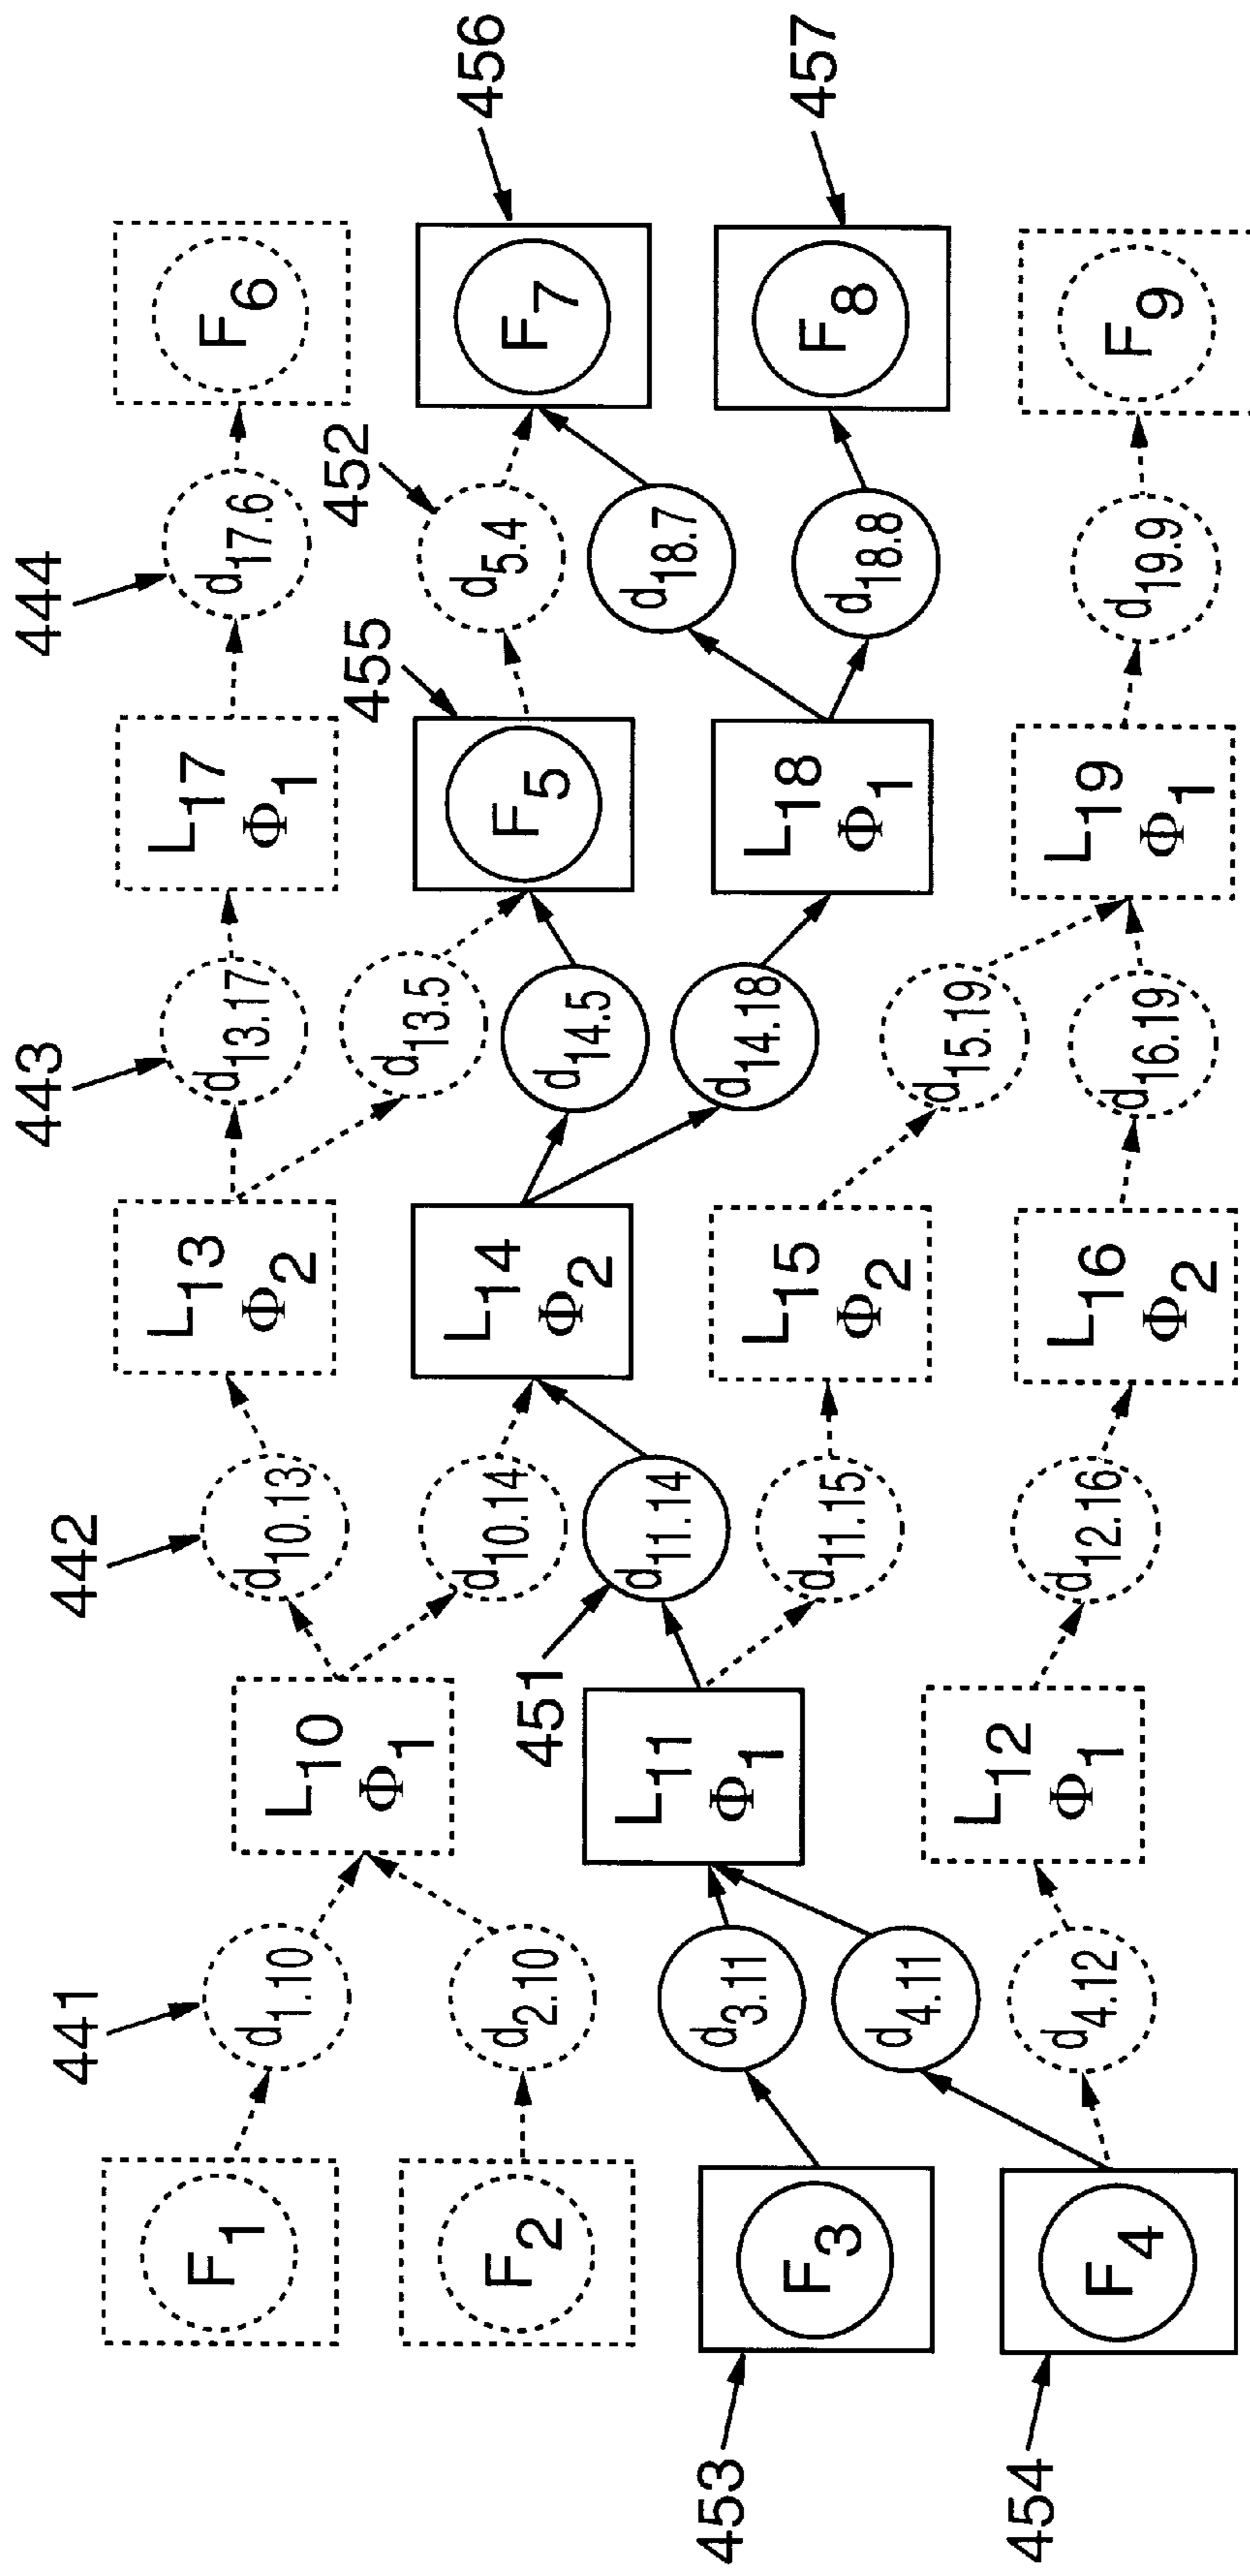 441
442
443
444
F1
d1.10
L10
Φ1
d10.13
L13
Φ2
d13.17
L17
Φ1
d17.6
F6
F2
d2.10
d10.14
L14
Φ2
d13.5
d14.5
455
F5
452
d5.4
F7
456
453
F3
d3.11
L11
Φ1
451
d11.14
d14.18
L18
Φ1
d18.7
d18.8
F8
457
454
F4
d4.11
d4.12
L12
Φ1
d11.15
L15
Φ2
d15.19
d12.16
L16
Φ2
d16.19
L19
Φ1
d19.9
F9